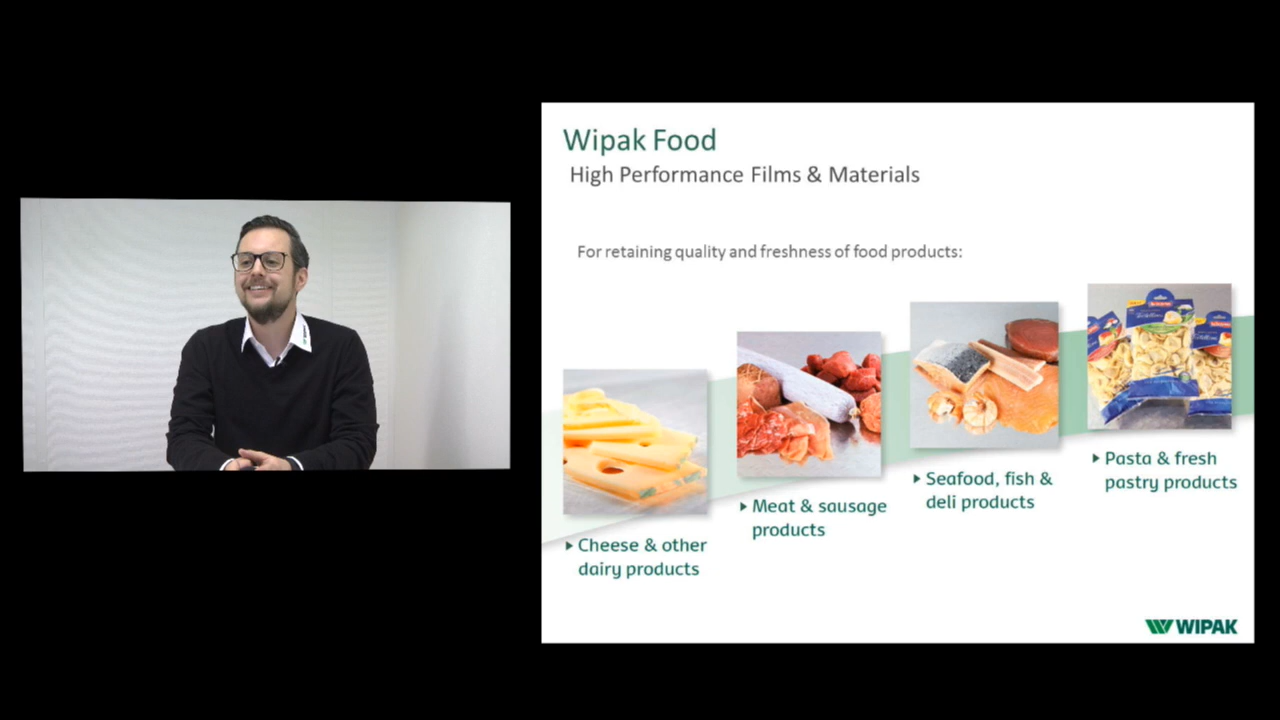 Wipak Food
High Performance Films & Materials
For retaining quality and freshness of food products:
Cheese & other
dairy products
Meat & sausage
products
Seafood, fish &
deli products
Pasta & fresh
pastry products
WIPAK